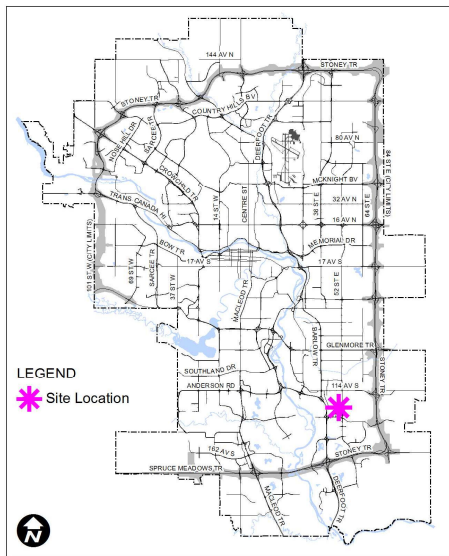 144 AV N
STONEY TR
STONEY TR
COUNTRY HILLS BV
NOSE HILL DR
SARCEE TR
DEERFOOT TR
80 AV N
CROWCHILD TR
MCKNIGHT BV
84 ST E (CITY LIMITS)
TRANS CANADA HI
14 ST W
CENTRE ST
36 ST E
32 AV N
68 ST E
16 AV N
BOW TR
MEMORIAL DR
17 AV S
17 AV S
101 ST W (CITY LIMITS)
69 ST W
SARCEE TR
37 ST W
MACLEOD TR
52 ST E
BARLOW TR
GLENMORE TR
SOUTHLAND DR
STONEY TR
LEGEND
ANDERSON RD
114 AV S
Site Location
162 AV S
STONEY TR
SPRUCE MEADOWS TR
MACLEOD TR
DEERFOOT TR
N